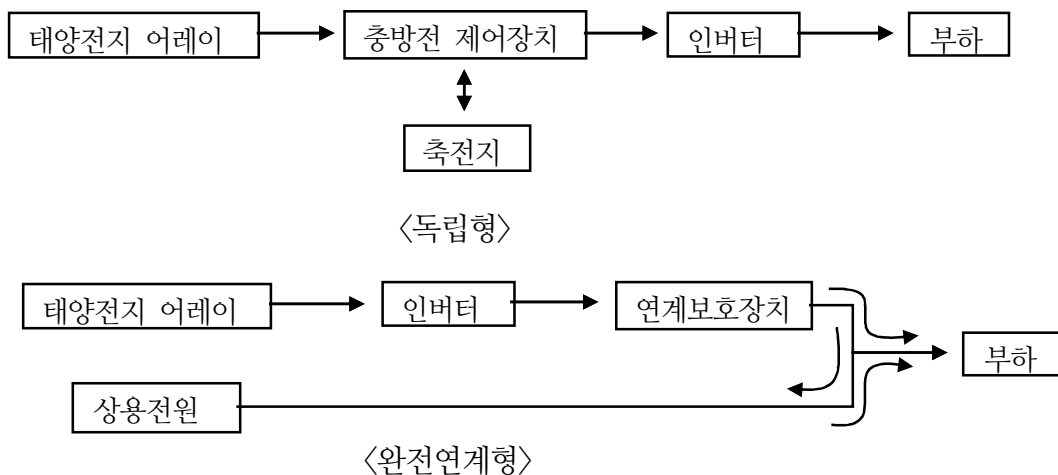 태양전지 어레이
충방전 제어장치
인버터
부하
축전지
<독립형>
태양전지 어레이
인버터
연계보호장치
부하
상용전원
<완전연계형>